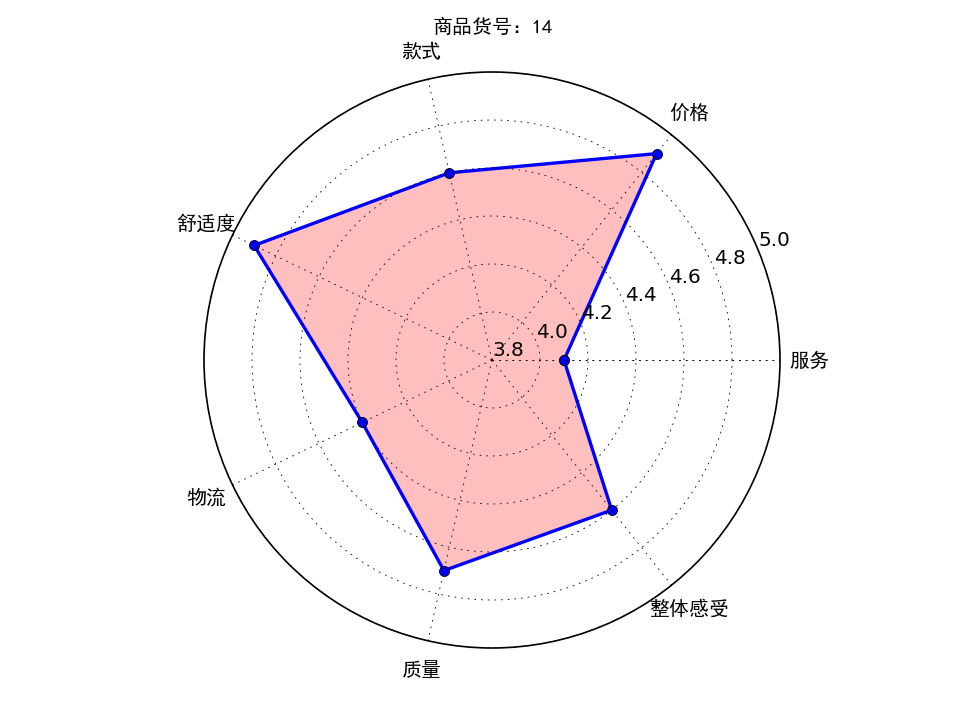 商品货号：14
款式
价格
舒适度
5.0
4.8
4.6
4.4
4.2
4.0
3.8
服务
物流
整体感受
质量